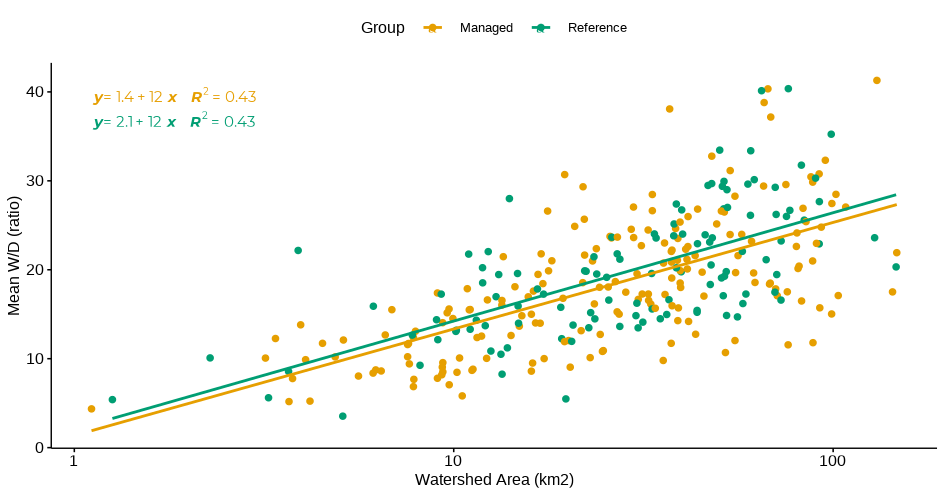 Group Managed Reference
y = 1.4 + 12 x R² = 0.43
y = 2.1 + 12 x R² = 0.43
40
30
20
10
0
Mean W/D (ratio)
1 10 100
Watershed Area (km2)